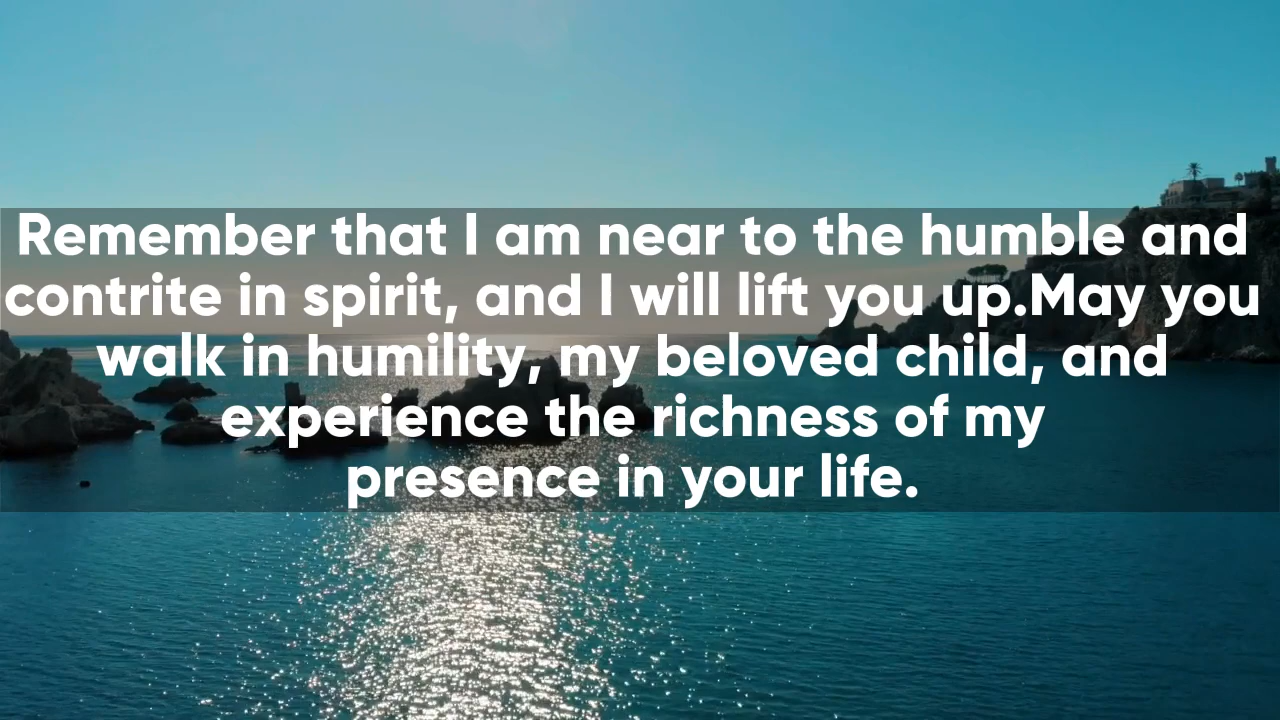 Remember that I am near to the humble and
contrite in spirit, and I will lift you up.May you
walk in humility, my beloved child, and
experience the richness of my
presence in your life.